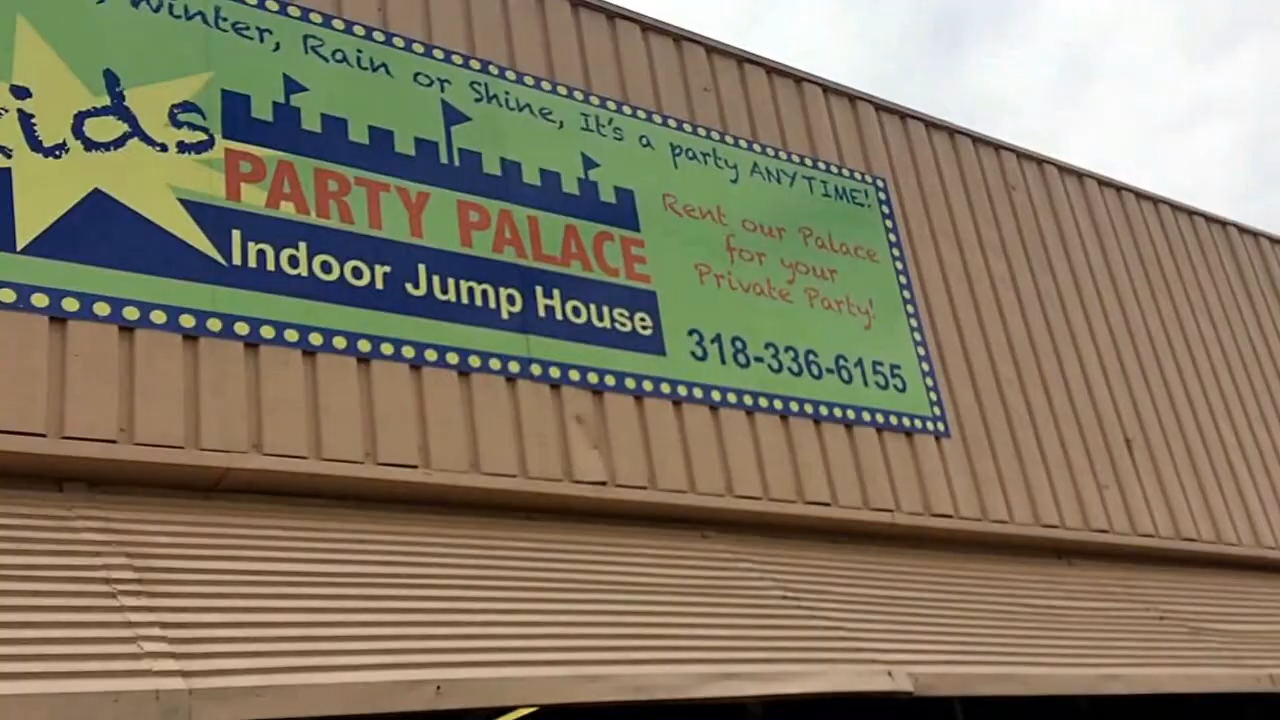 Winter, Rain or Shine, It's a party ANYTIME!
kids
PARTY PALACE
Indoor Jump House
Rent our Palace
for your
Private Party!
318-336-6155